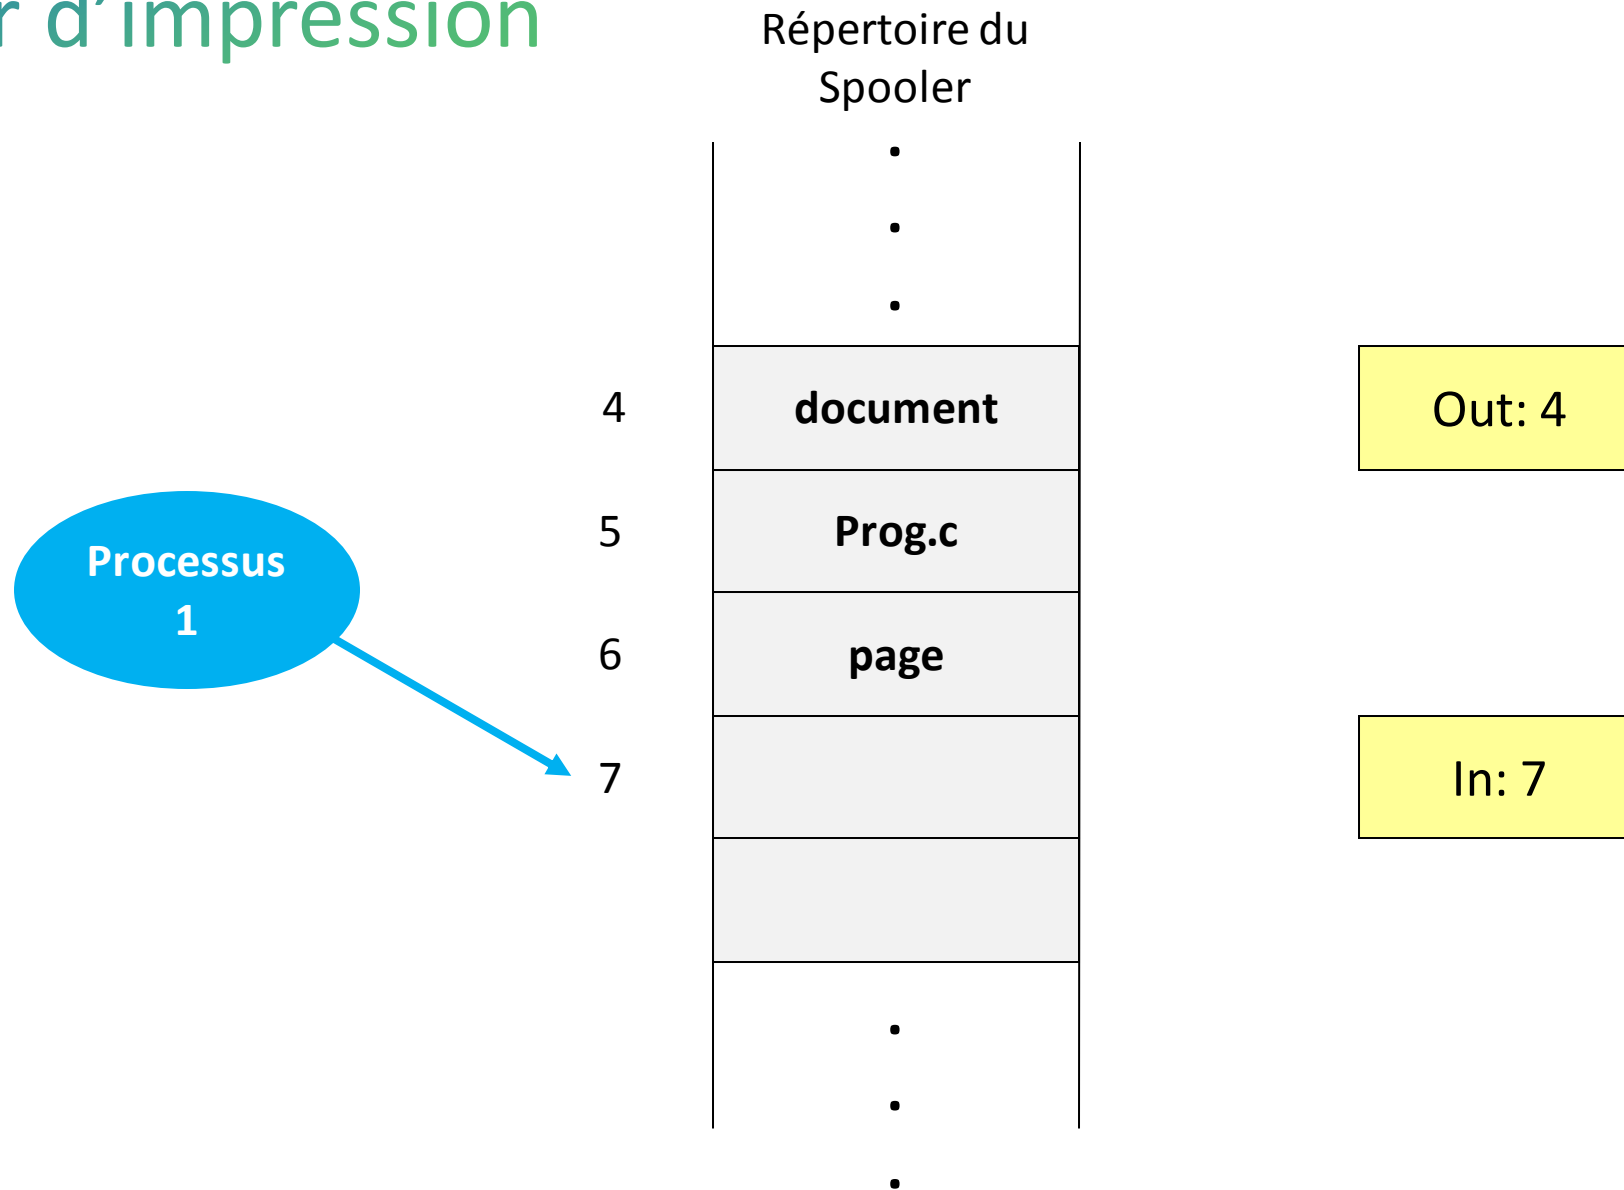 r d’impression
Répertoire du
Spooler
.
.
.
4
document
Out: 4
5
Prog.c
Processus
1
6
page
7
In: 7
.
.
.